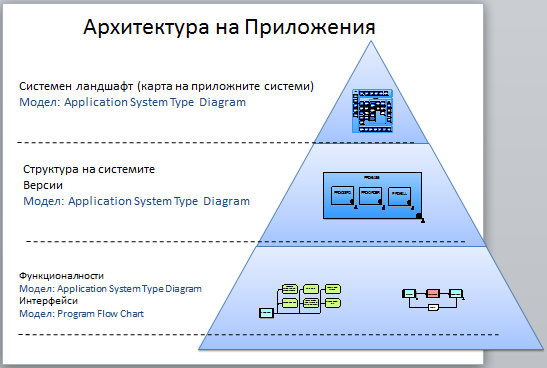 Архитектура на Приложения
Системен ландшафт (карта на приложните системи)
Модел: Application System Type Diagram
Структура на системите
Версии
Модел: Application System Type Diagram
Функционалности
Модел: Application System Type Diagram
Интерфейси
Модел: Program Flow Chart